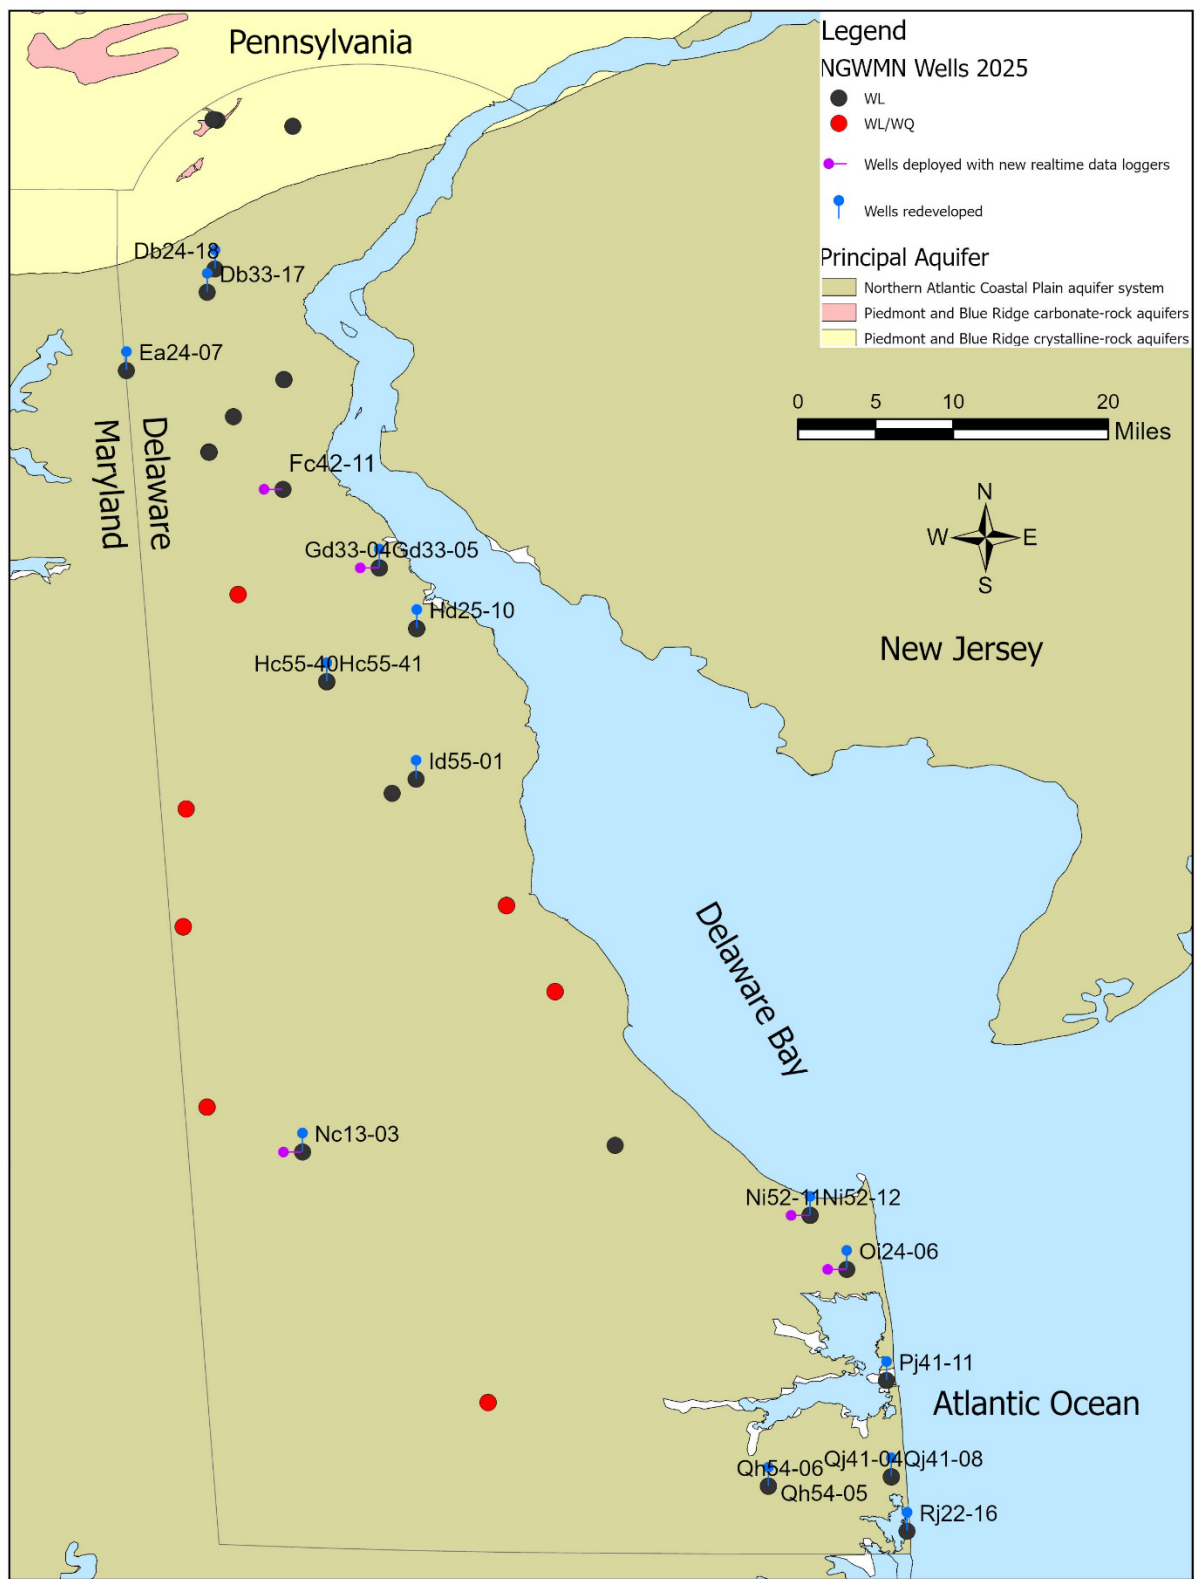 Pennsylvania
Legend
NGWMN Wells 2025
WL
WL/WQ
Wells deployed with new realtime data loggers
Wells redeveloped
Principal Aquifer
Northern Atlantic Coastal Plain aquifer system
Piedmont and Blue Ridge carbonate-rock aquifers
Piedmont and Blue Ridge crystalline-rock aquifers
Db24-18
Db33-17
Ea24-07
0 5 10 20
Miles
Delaware
Maryland
Fc42-11
N
W E
S
Gd33-04Gd33-05
Hd25-10
New Jersey
Hc55-40Hc55-41
Id55-01
Delaware Bay
Nc13-03
Ni52-11Ni52-12
Oi24-06
Pj41-11
Atlantic Ocean
Qj41-04Qj41-08
Qh54-06
Qh54-05
Rj22-16